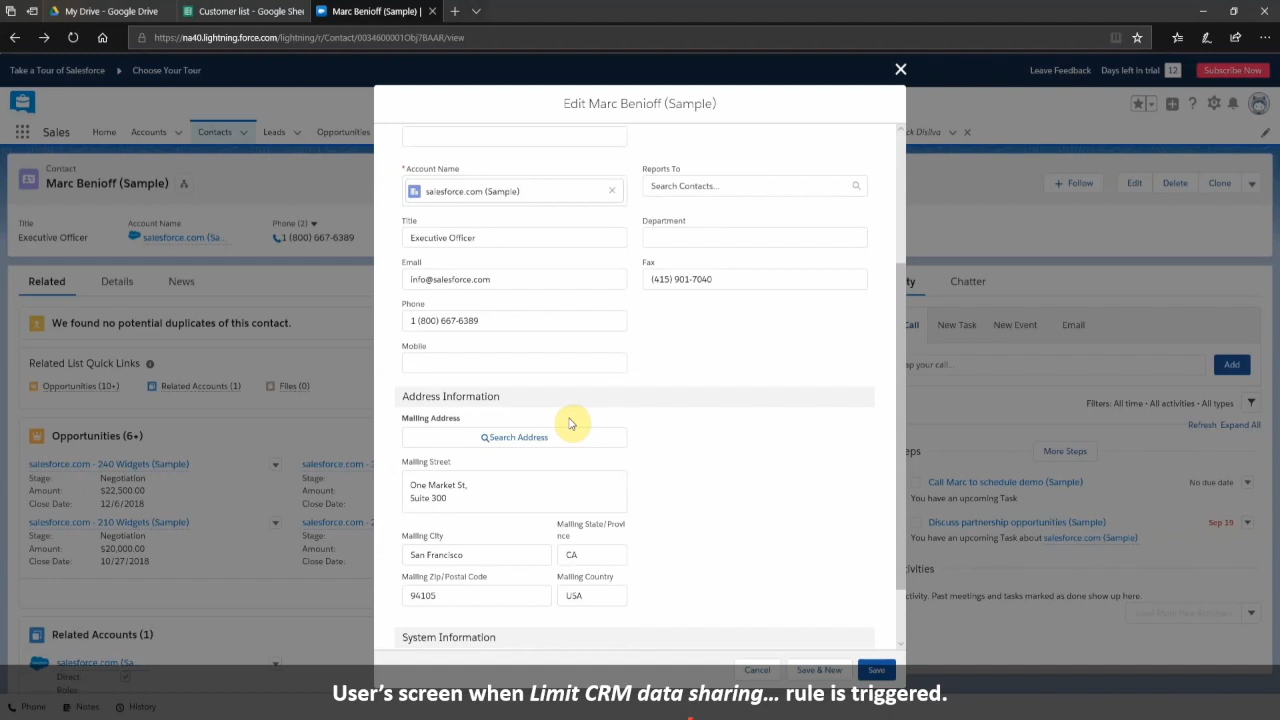 My Drive - Google Drive
Customer list - Google Shee
Marc Benioff (Sample) |
https://na40.lightning.force.com/lightning/r/Contact/0034600001Obj7BAAR/view
Take a Tour of Salesforce
Choose Your Tour
Leave Feedback
Days left in trial
12
Subscribe Now
Sales
Home
Accounts
Contacts
Leads
Opportunities
ck Disilva
Contact
Marc Benioff (Sample)
+ Follow
Edit
Delete
Clone
Title
Executive Officer
Account Name
salesforce.com (Sa...
Phone (2)
1 (800) 667-6389
Related
Details
News
We found no potential duplicates of this contact.
Related List Quick Links
Opportunities (10+)
Related Accounts (1)
Files (0)
Opportunities (6+)
salesforce.com - 240 Widgets (Sample)
Stage:
Negotiation
Amount:
$22,500.00
Close Date:
12/6/2018
salesforce.com - 210 Widgets (Sample)
Stage:
Negotiation
Amount:
$20,000.00
Close Date:
10/27/2018
salesforce.com -
Stage:
Amount:
Close Date:
salesforce.com - 2
Stage:
Amount:
Close Date:
Related Accounts (1)
salesforce.com (Sa...
Direct:
Roles:
Edit Marc Benioff (Sample)
*Account Name
salesforce.com (Sample)
Reports To
Search Contacts...
Title
Executive Officer
Department
Email
info@salesforce.com
Fax
(415) 901-7040
Phone
1 (800) 667-6389
Mobile
Address Information
Mailing Address
Search Address
Mailing Street
One Market St,
Suite 300
Mailing City
San Francisco
Mailing State/Provi
nce
CA
Mailing Zip/Postal Code
94105
Mailing Country
USA
System Information
Cancel
Save & New
Save
ty
Chatter
Call
New Task
New Event
Email
ap your call...
Add
Filters: All time • All activities • All types
Refresh Expand All
eps
More Steps
Call Marc to schedule demo (Sample)
No due date
You have an upcoming Task
Discuss partnership opportunities (Sample)
Sep 19
You have an upcoming Task about salesforce.com (Sample)
ctivities
ctivity. Past meetings and tasks marked as done show up here.
Phone
Notes
History
User's screen when Limit CRM data sharing... rule is triggered.